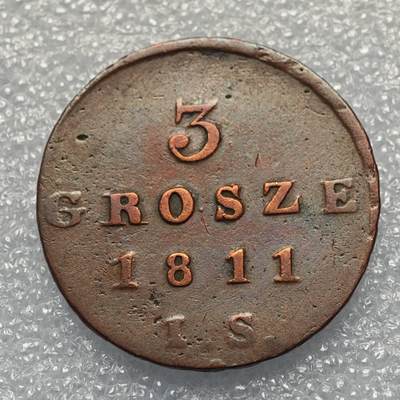 3
GROSZE
1811
I. S.